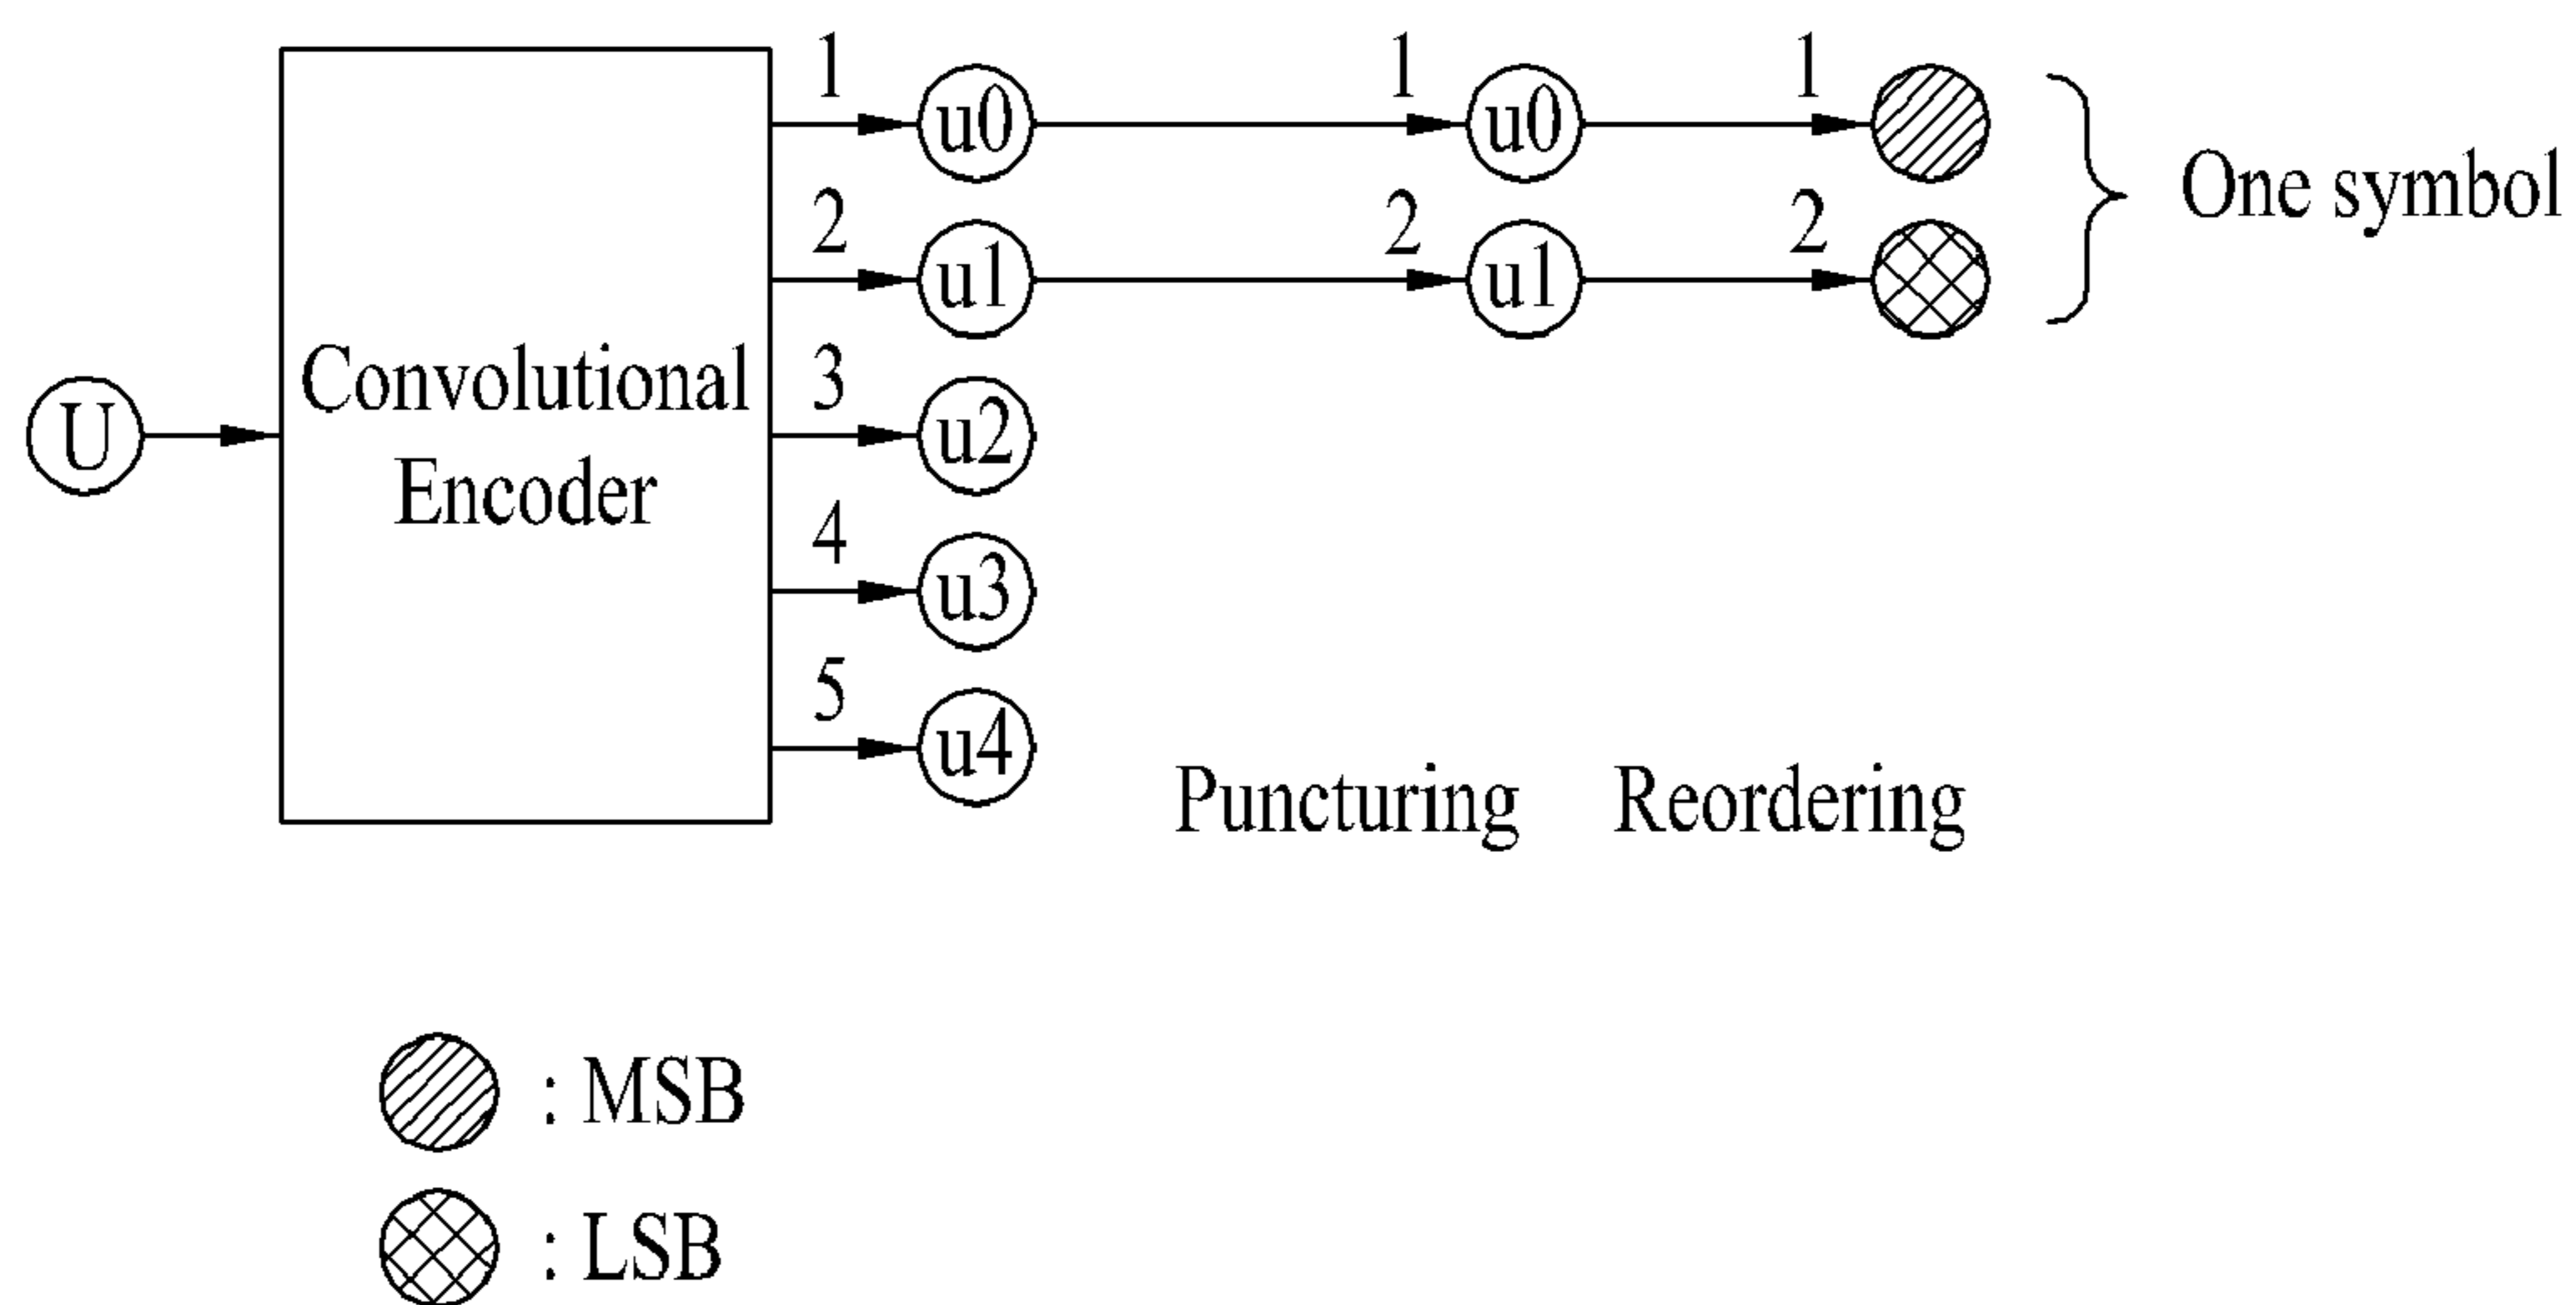 1 1 1
u0 u0
One symbol
2 2 2
u1 u1
3
Convolutional
Encoder
U
u2
4
u3
5
u4
Puncturing Reordering
: MSB
: LSB